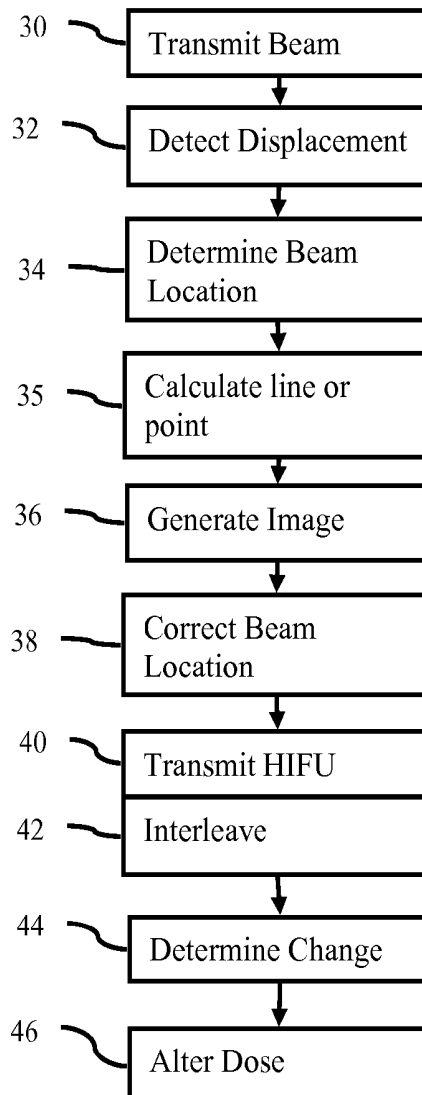 30
Transmit Beam
32
Detect Displacement
34
Determine Beam
Location
35
Calculate line or
point
36
Generate Image
38
Correct Beam
Location
40
Transmit HIFU
42
Interleave
44
Determine Change
46
Alter Dose